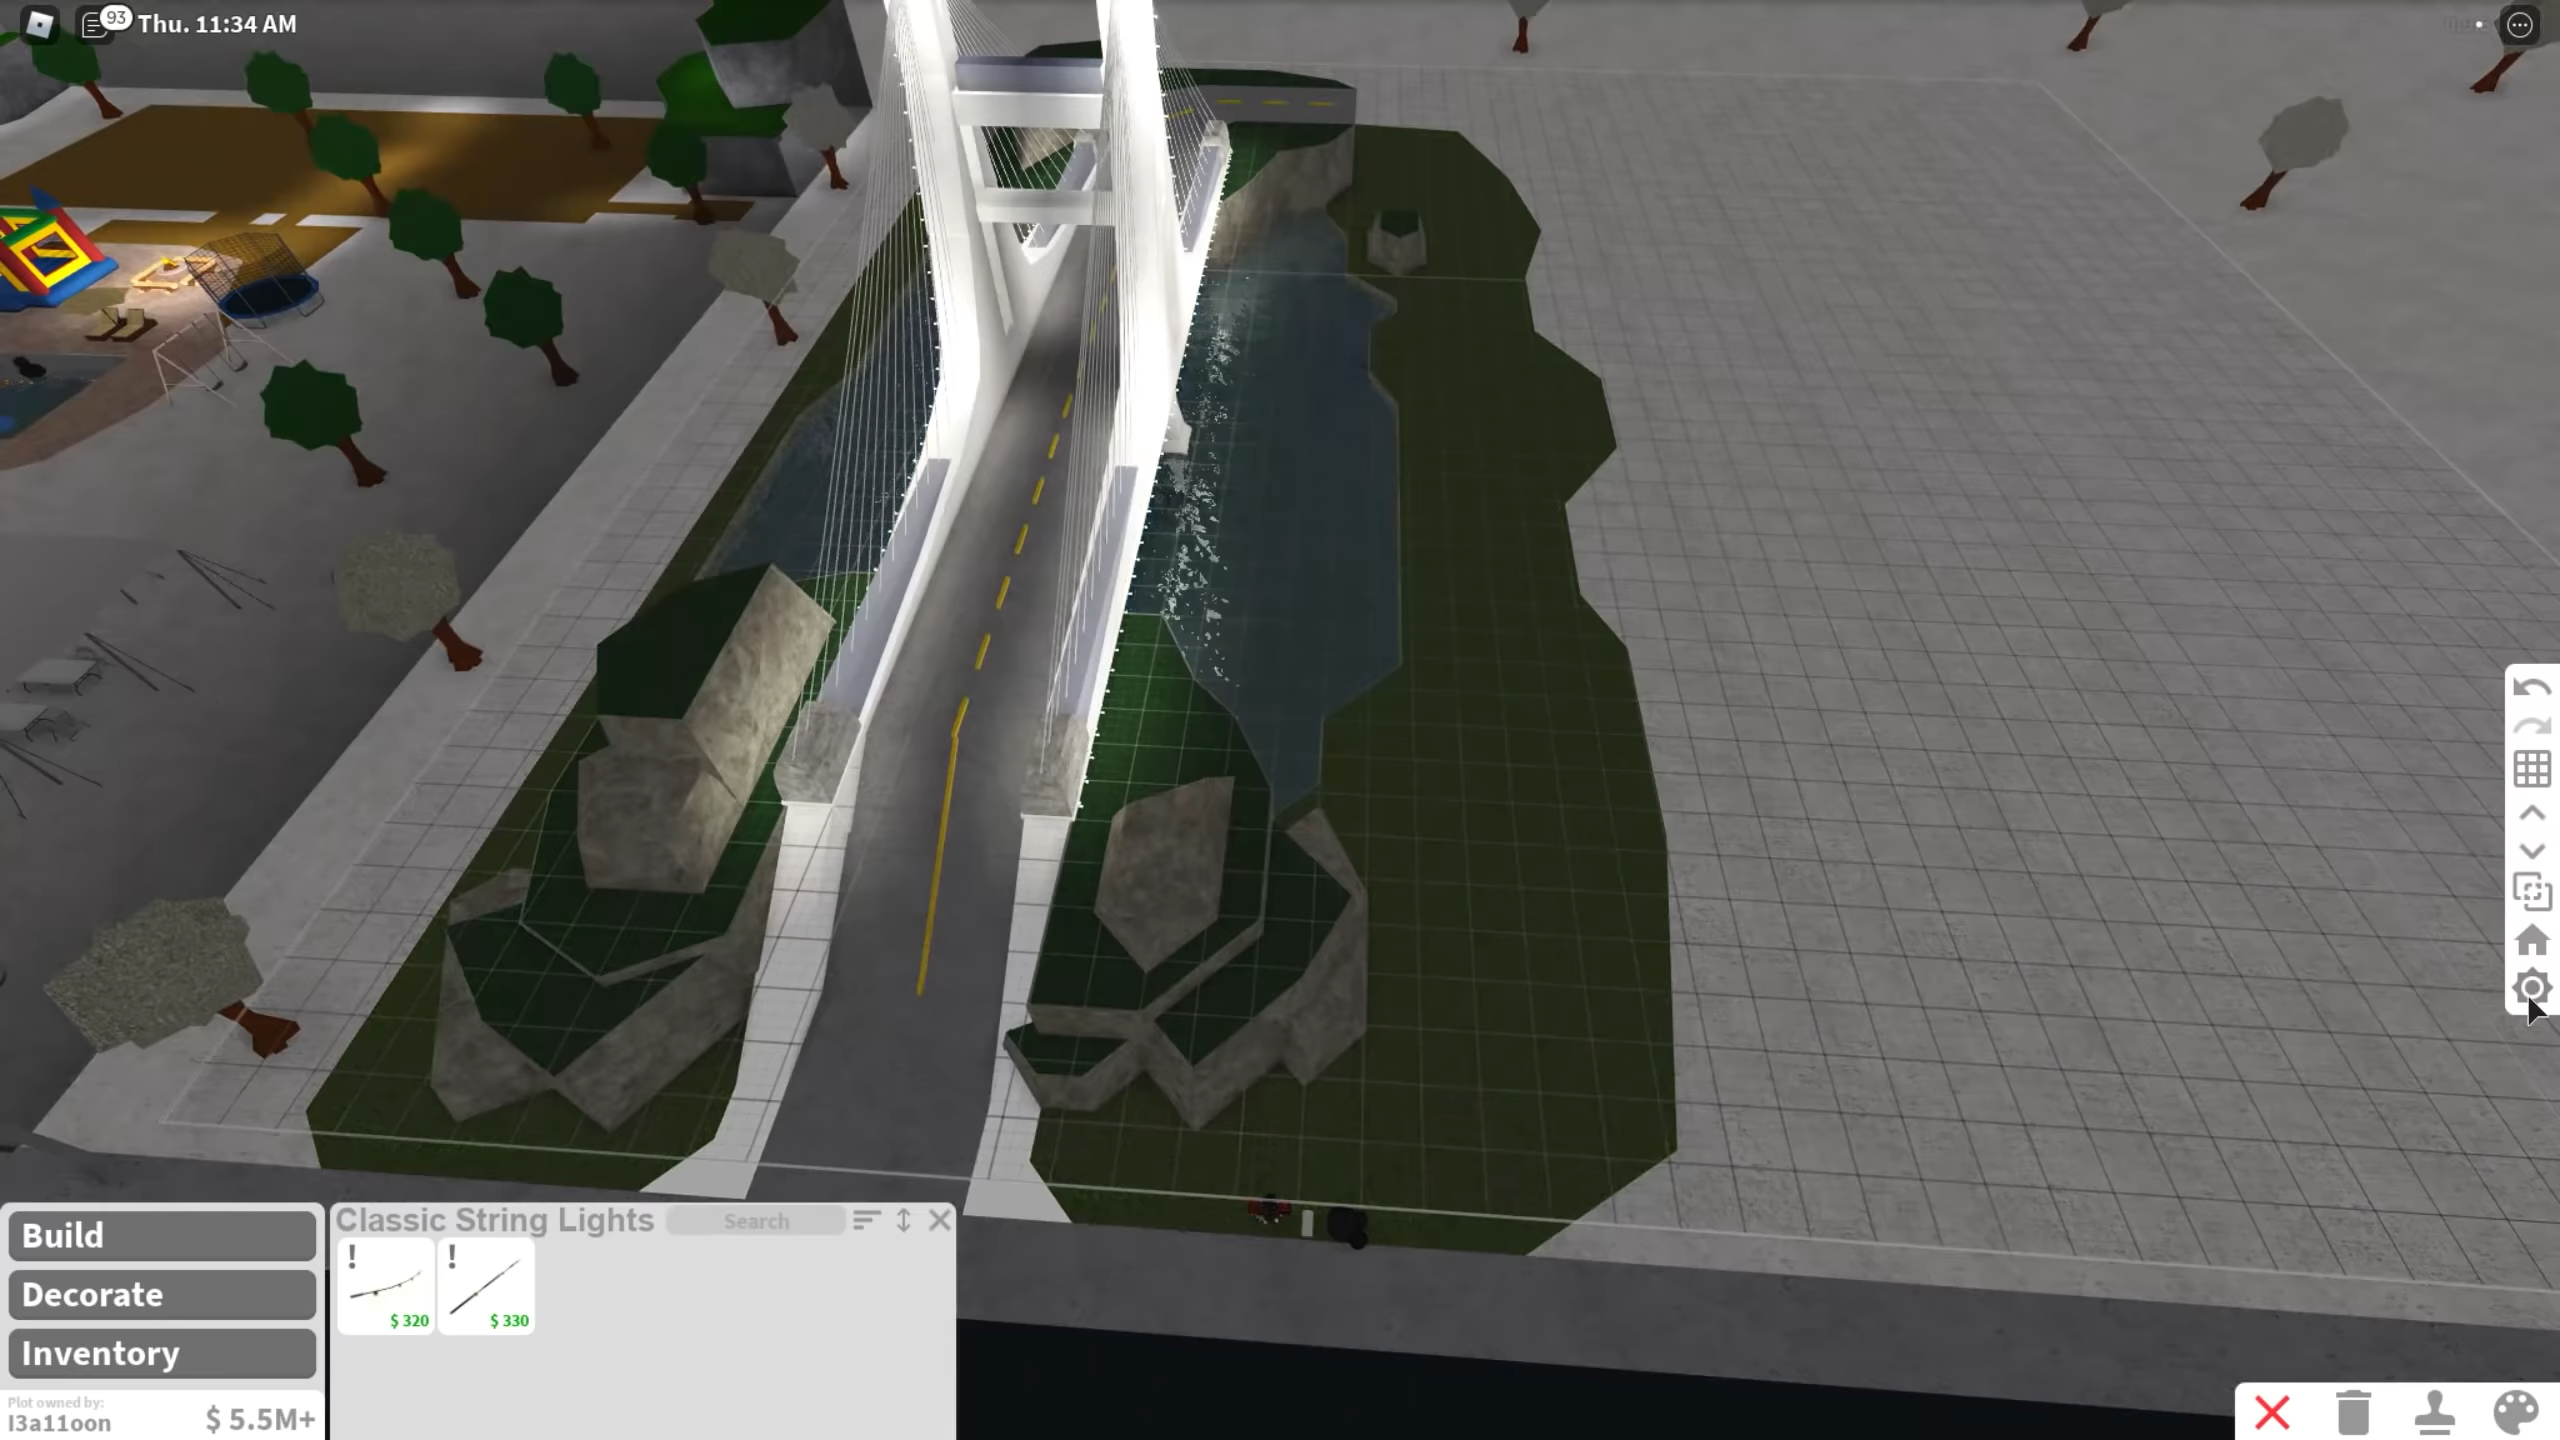 93
Thu. 11:34 AM
Build
Decorate
Inventory
Plot owned by:
l3a11oon
$ 5.5M+
Classic String Lights
Search
!
!
$ 320
$ 330